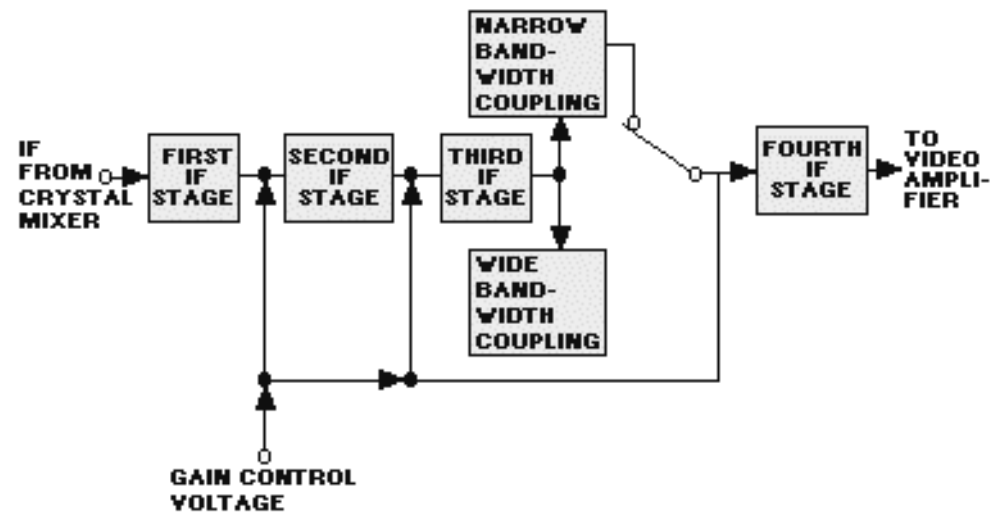 NARROW
BAND-
WIDTH
COUPLING
IF
FROM
CRYSTAL
MIXER
FIRST
IF
STAGE
SECOND
IF
STAGE
THIRD
IF
STAGE
FOURTH
IF
STAGE
TO
VIDEO
AMPLI-
FIER
WIDE
BAND-
WIDTH
COUPLING
GAIN CONTROL
VOLTAGE